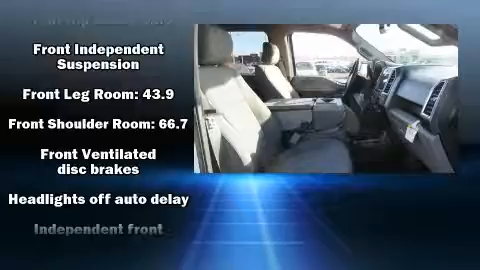 Front Independent
Suspension
Front Leg Room: 43.9
Front Shoulder Room: 66.7
Front Ventilated
disc brakes
Headlights off auto delay
Independent front